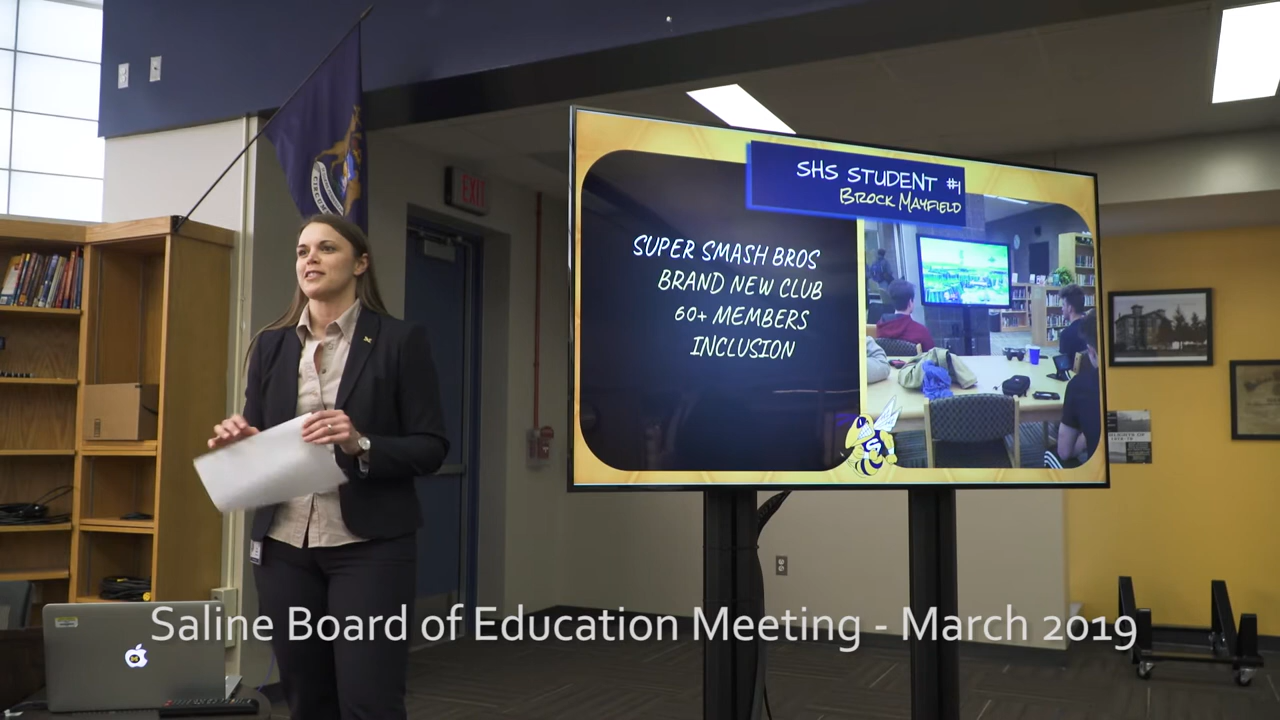 EXIT
SHS STUDENT #1
BROCK MAYFIELD
SUPER SMASH BROS
BRAND NEW CLUB
60+ MEMBERS
INCLUSION
Saline Board of Education Meeting - March 2019